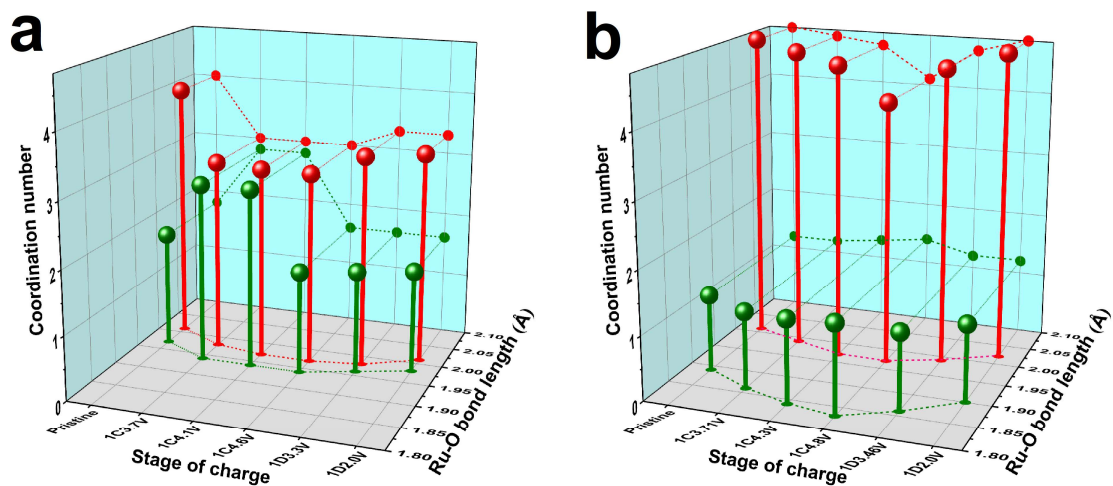 a
Coordination number
4
3
2
1
0
Pristine
1C3.7V
1C4.1V
1C4.6V
1D3.3V
1D2.0V
Stage of charge
2.10
2.05
2.00
1.95
1.90
1.85
1.80
Ru-O bond length (Å)
b
Coordination number
4
3
2
1
0
Pristine
1C3.11V
1C4.3V
1C4.8V
1D3.46V
1D2.0V
Stage of charge
2.10
2.05
2.00
1.95
1.90
1.85
1.80
Ru-O bond length (Å)